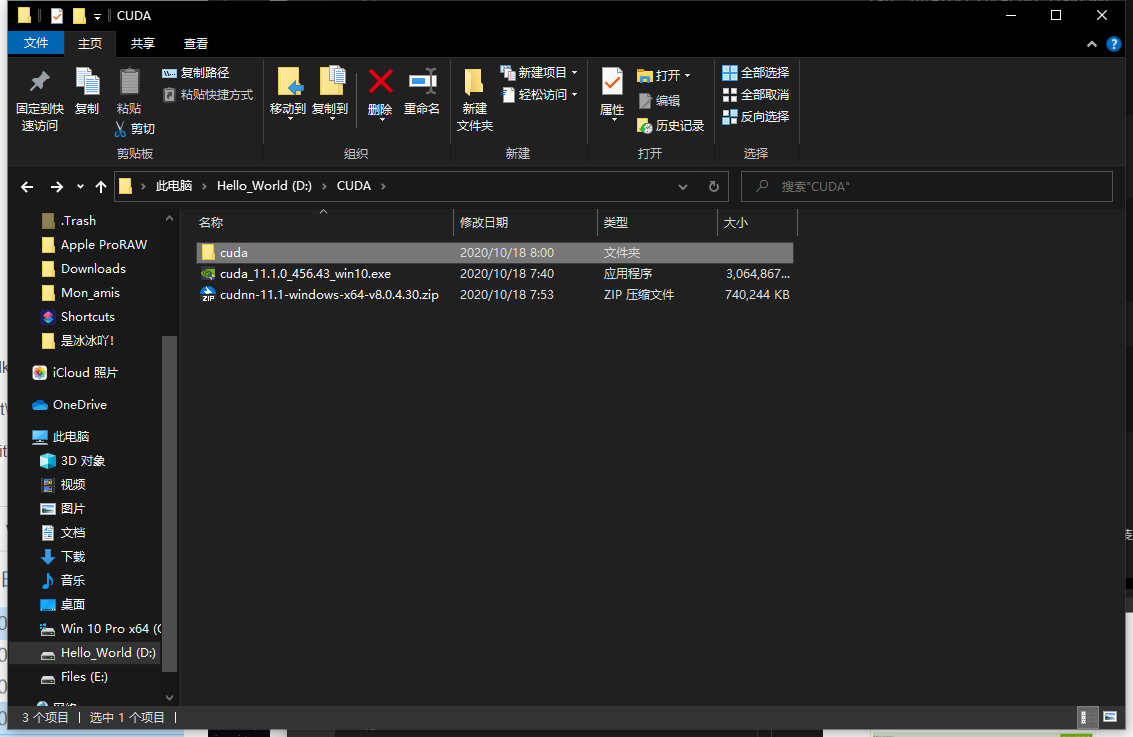 CUDA
文件 主页 共享 查看
固定到快速访问
复制
粘贴
复制路径
粘贴快捷方式
剪切
剪贴板
移动到 复制到 删除 重命名
组织
新建文件夹
新建项目
轻松访问
新建
属性
打开
编辑
历史记录
打开
全部选择
全部取消
反向选择
选择
此电脑 › Hello_World (D:) › CUDA ›
搜索"CUDA"
.Trash
Apple ProRAW
Downloads
Mon_amis
Shortcuts
是冰冰吖!
iCloud 照片
OneDrive
此电脑
3D 对象
视频
图片
文档
下载
音乐
桌面
Win 10 Pro x64 (
Hello_World (D:)
Files (E:)
名称 修改日期 类型 大小
cuda 2020/10/18 8:00 文件夹
cuda_11.1.0_456.43_win10.exe 2020/10/18 7:40 应用程序 3,064,867...
cudnn-11.1-windows-x64-v8.0.4.30.zip 2020/10/18 7:53 ZIP 压缩文件 740,244 KB
3 个项目 | 选中 1 个项目 |